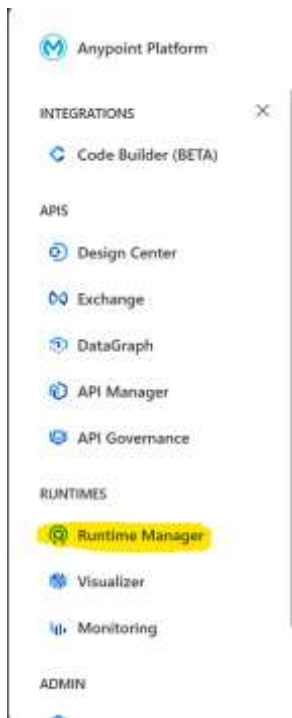 Anypoint Platform
INTEGRATIONS
Code Builder (BETA)
APIS
Design Center
Exchange
DataGraph
API Manager
API Governance
RUNTIMES
Runtime Manager
Visualizer
Monitoring
ADMIN